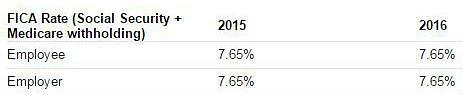 FICA Rate (Social Security + 2015 2016
Medicare withholding)
Employee 7.65% 7.65%
Employer 7.65% 7.65%